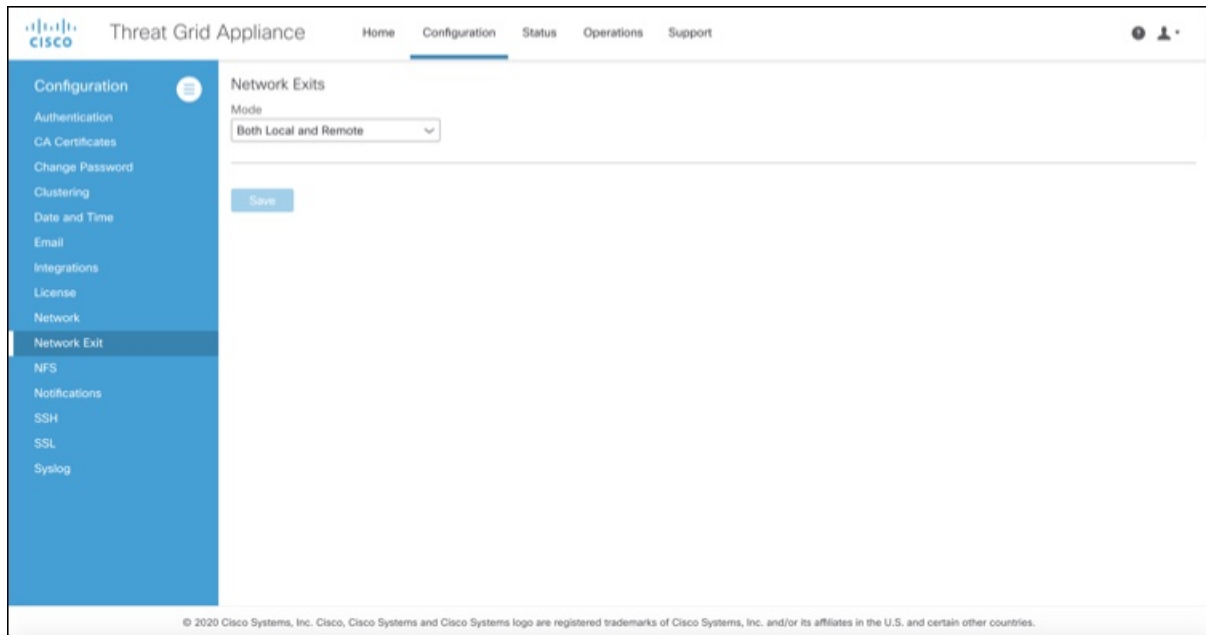 CISCO
Threat Grid Appliance
Home
Configuration
Status
Operations
Support
Configuration
Authentication
CA Certificates
Change Password
Clustering
Date and Time
Email
Integrations
License
Network
Network Exit
NFS
Notifications
SSH
SSL
Syslog
Network Exits
Mode
Both Local and Remote
Save
© 2020 Cisco Systems, Inc. Cisco, Cisco Systems and Cisco Systems logo are registered trademarks of Cisco Systems, Inc. and/or its affiliates in the U.S. and certain other countries.